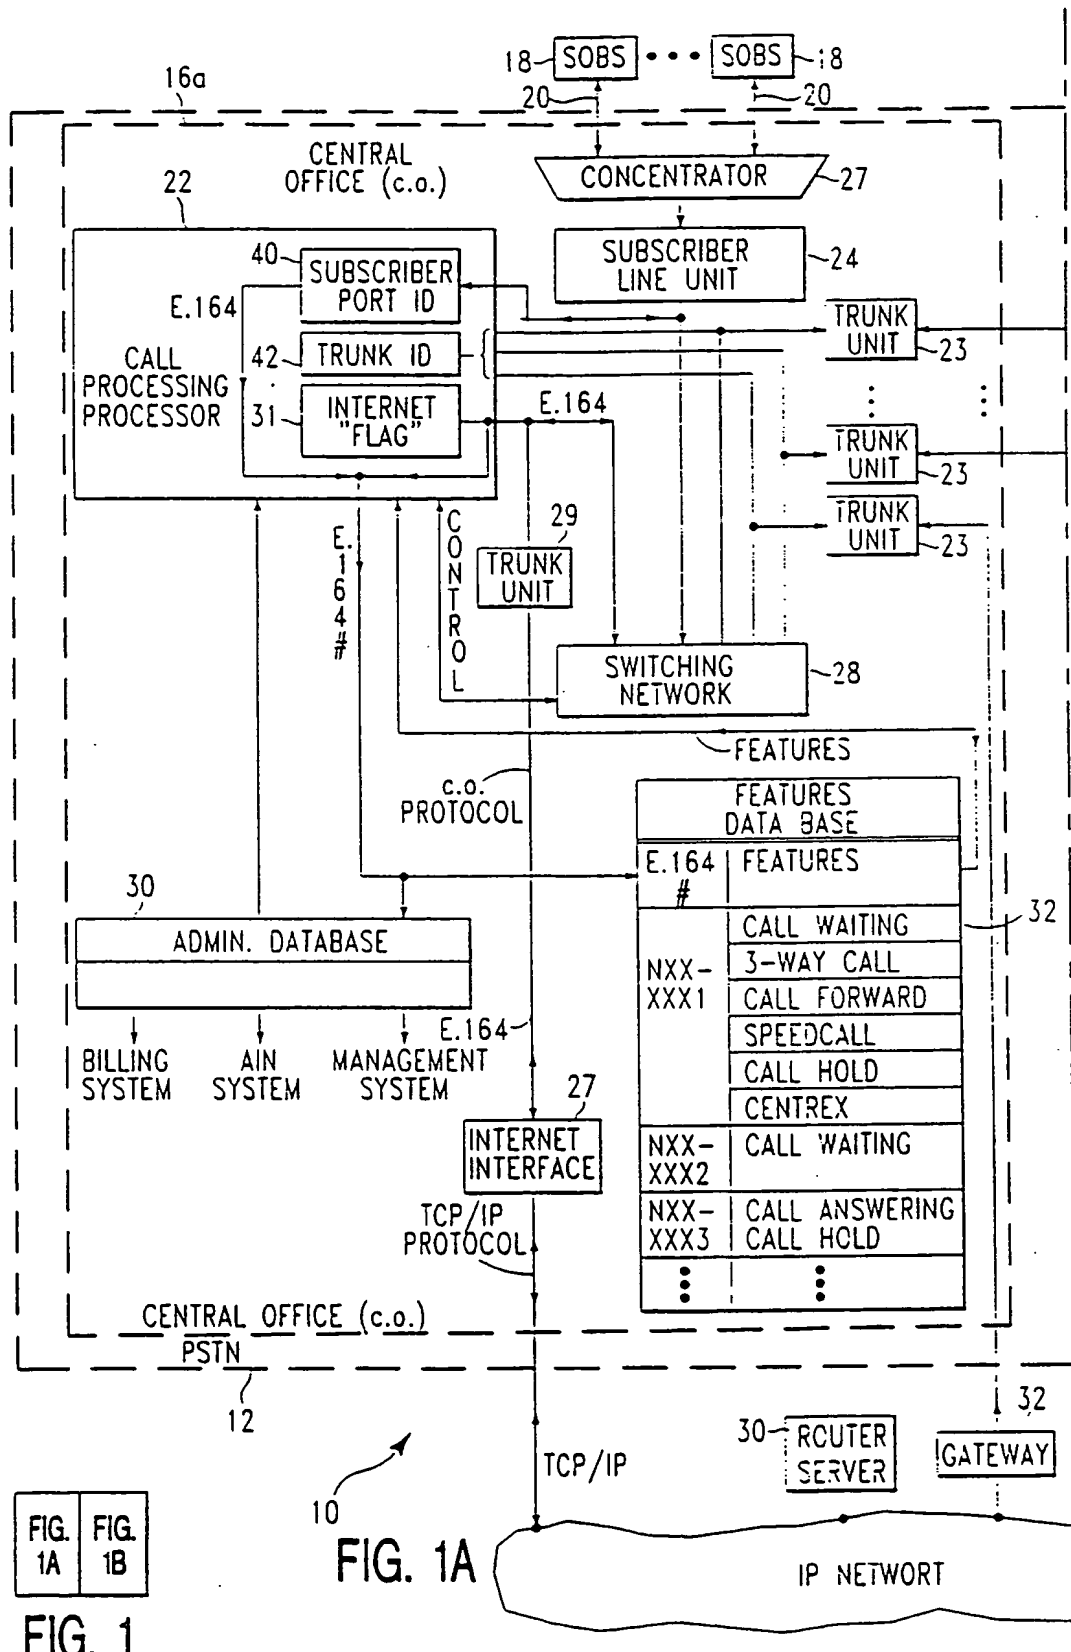 18 SOBS ••• SOBS 18
20 20
16a
CENTRAL
OFFICE (c.o.)
CONCENTRATOR 27
22
SUBSCRIBER
LINE UNIT
24
40
SUBSCRIBER
PORT ID
E.164
TRUNK
UNIT
23
42 TRUNK ID
CALL
PROCESSING
PROCESSOR
31
INTERNET
"FLAG"
E.164
TRUNK
UNIT
23
TRUNK
UNIT
23
E.164#
CONTROL
29
TRUNK
UNIT
SWITCHING
NETWORK
28
FEATURES
c.o.
PROTOCOL
FEATURES
DATA BASE
E.164
#
FEATURES
32
30
ADMIN. DATABASE
NXX-
XXX1
CALL WAITING
3-WAY CALL
CALL FORWARD
SPEEDCALL
CALL HOLD
CENTREX
E.164
BILLING
SYSTEM
AIN
SYSTEM
MANAGEMENT
SYSTEM
27
INTERNET
INTERFACE
NXX-
XXX2
CALL WAITING
NXX-
XXX3
CALL ANSWERING
CALL HOLD
TCP/IP
PROTOCOL
CENTRAL OFFICE (c.o.)
PSTN
12
30
ROUTER
SERVER
32
GATEWAY
TCP/IP
10
FIG. 1A
IP NETWORT
FIG.
1A
FIG.
1B
FIG. 1